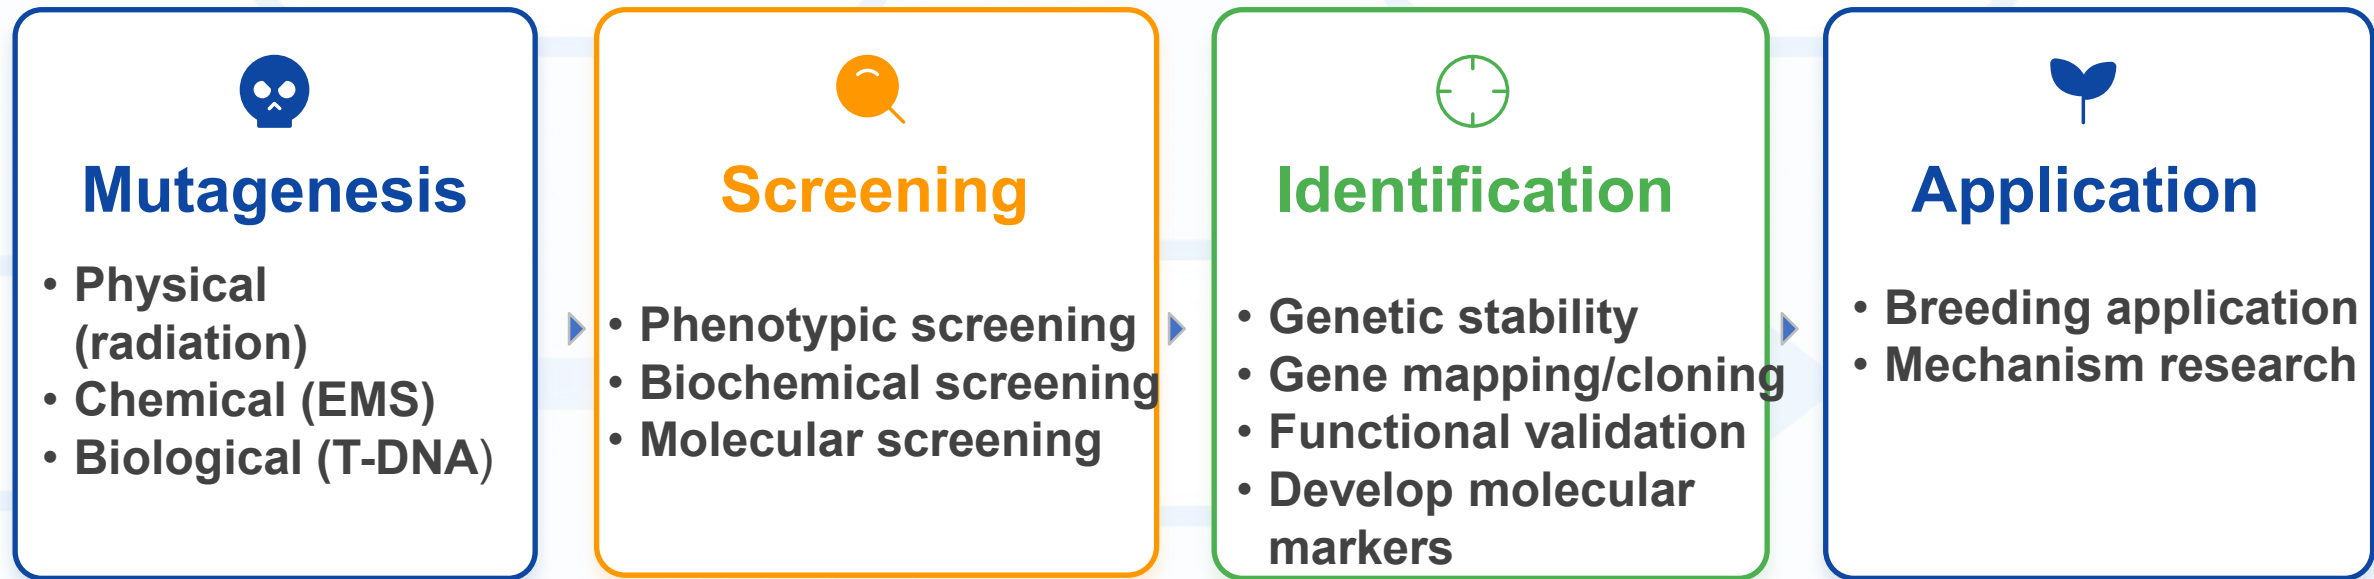 Mutagenesis
• Physical
(radiation)
• Chemical (EMS)
• Biological (T-DNA)
Screening
• Phenotypic screening
• Biochemical screening
• Molecular screening
Identification
• Genetic stability
• Gene mapping/cloning
• Functional validation
• Develop molecular
markers
Application
• Breeding application
• Mechanism research